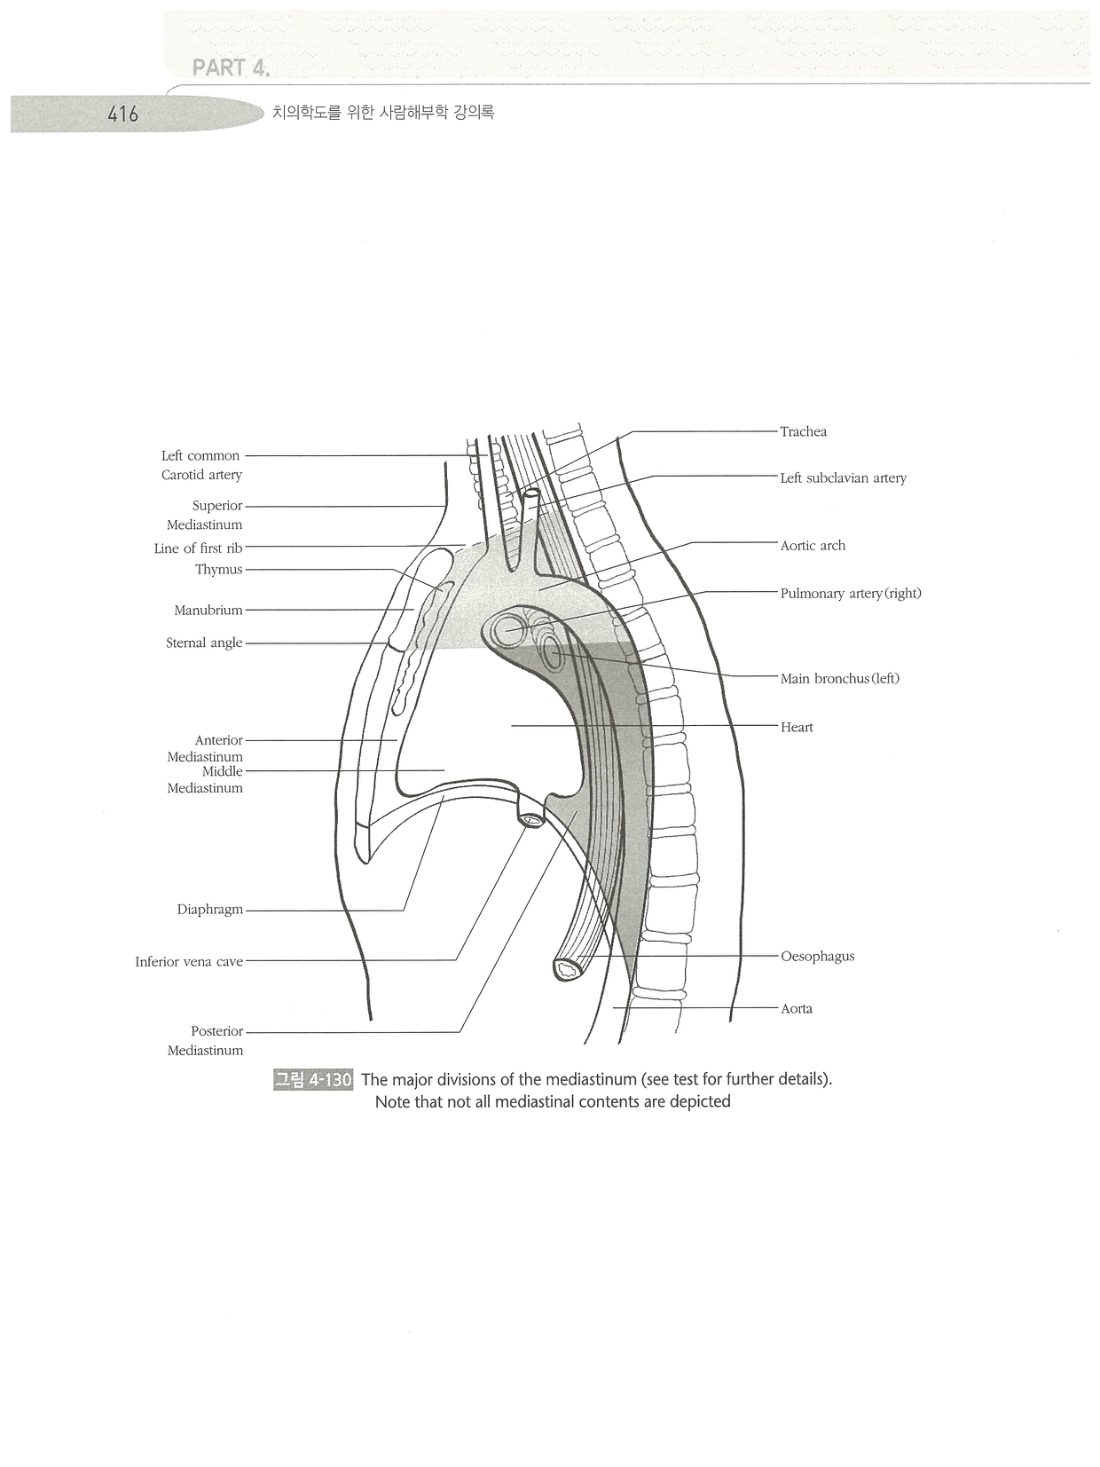 PART 4.
416
치의학도를 위한 사람해부학 강의록
Left common
Carotid artery
Superior
Mediastinum
Line of first rib
Thymus
Manubrium
Sternal angle
Anterior
Mediastinum
Middle
Mediastinum
Diaphragm
Inferior vena cave
Posterior
Mediastinum
Trachea
Left subclavian artery
Aortic arch
Pulmonary artery(right)
Main bronchus(left)
Heart
Oesophagus
Aorta
그림 4-130 The major divisions of the mediastinum (see test for further details).
Note that not all mediastinal contents are depicted